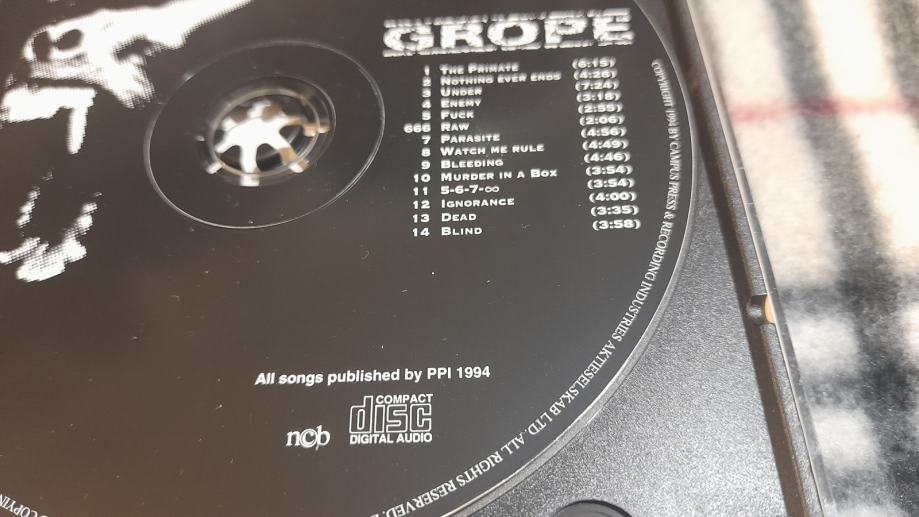 GROPE
1 THE PRIMATE (6:15)
2 NOTHING EVER ENDS (4:28)
3 UNDER (7:24)
4 ENEMY (3:18)
5 FUCK (2:55)
666 RAW (2:06)
7 PARASITE (4:56)
8 WATCH ME RULE (4:49)
9 BLEEDING (4:46)
10 MURDER IN A BOX (3:54)
11 5-6-7-∞ (3:54)
12 IGNORANCE (4:00)
13 DEAD (3:35)
14 BLIND (3:58)
All songs published by PPI 1994
ncb
COMPACT
disc
DIGITAL AUDIO
COPYRIGHT 1994 BY CAMPUS PRESS & RECORDING INDUSTRIES AKTIESELSKAB LTD. ALL RIGHTS RESERVED.